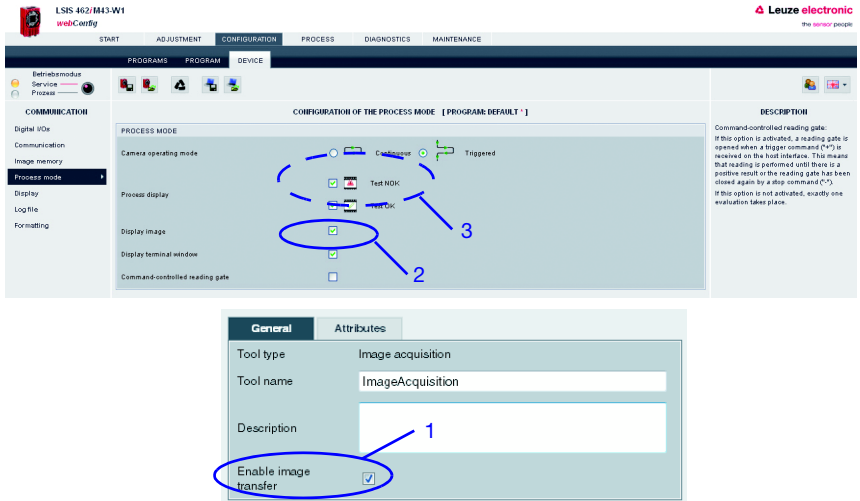 LSIS 462i M43-W1
webConfig
Leuze electronic
the sensor people
START ADJUSTMENT CONFIGURATION PROCESS DIAGNOSTICS MAINTENANCE
PROGRAMS PROGRAM DEVICE
Betriebsmodus
Service
Prozess
COMMUNICATION
Digital I/Os
Communication
Image memory
Process mode
Display
Logfile
Formatting
CONFIGURATION OF THE PROCESS MODE [ PROGRAM: DEFAULT * ]
PROCESS MODE
Camera operating mode Continuous Triggered
Process display Test NOK
Test OK
Display image
Display terminal window
Command-controlled reading gate
3
2
DESCRIPTION
Command-controlled reading gate:
If this option is activated, a reading gate is
opened when a trigger command ("+") is
received on the host interface. This means
that reading is performed until there is a
positive result or the reading gate has been
closed again by a stop command ("-").
If this option is not activated, exactly one
evaluation takes place.
General Attributes
Tool type Image acquisition
Tool name ImageAcquisition
Description
1
Enable image
transfer